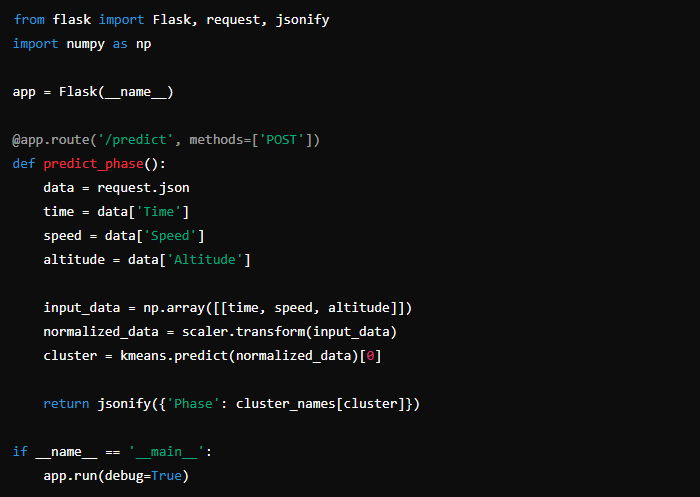 from flask import Flask, request, jsonify
import numpy as np
app = Flask(__name__)
@app.route('/predict', methods=['POST'])
def predict_phase():
    data = request.json
    time = data['Time']
    speed = data['Speed']
    altitude = data['Altitude']
    input_data = np.array([[time, speed, altitude]])
    normalized_data = scaler.transform(input_data)
    cluster = kmeans.predict(normalized_data)[0]
    return jsonify({'Phase': cluster_names[cluster]})
if __name__ == '__main__':
    app.run(debug=True)